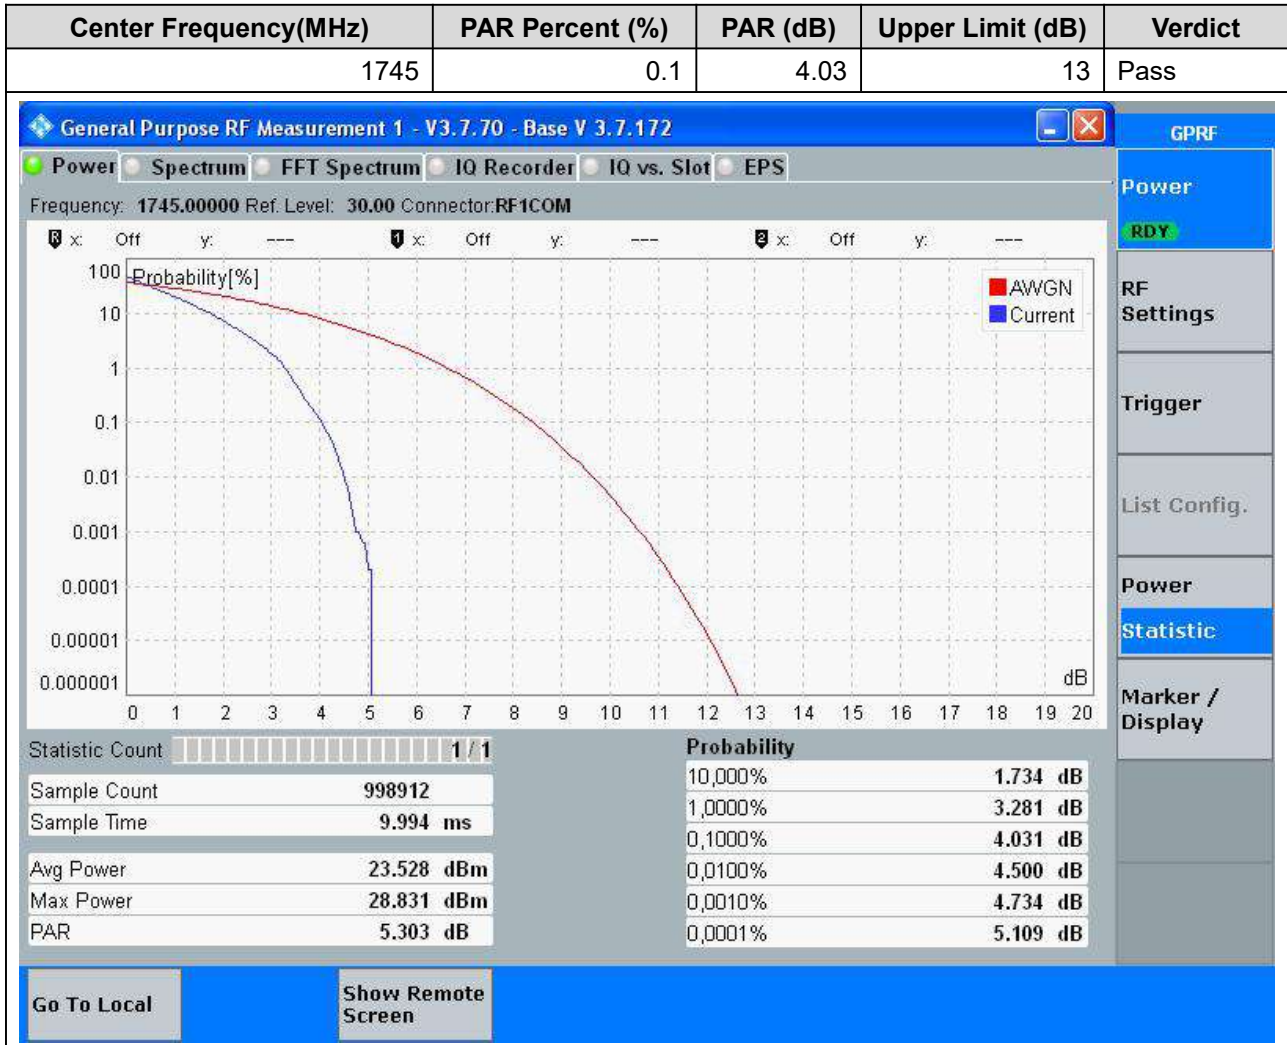 Center Frequency(MHz) PAR Percent (%) PAR (dB) Upper Limit (dB) Verdict
1745 0.1 4.03 13 Pass
General Purpose RF Measurement 1 - V3.7.70 - Base V 3.7.172
GPRF
Power Spectrum FFT Spectrum IQ Recorder IQ vs. Slot EPS
Frequency: 1745.00000 Ref. Level: 30.00 Connector:RF1COM
R x: Off y: --- 1 x: Off y: --- 2 x: Off y: ---
Probability[%]
AWGN
Current
100
10
1
0.1
0.01
0.001
0.0001
0.00001
0.000001
dB
0 1 2 3 4 5 6 7 8 9 10 11 12 13 14 15 16 17 18 19 20
Statistic Count 1 / 1
Sample Count 998912
Sample Time 9.994 ms
Avg Power 23.528 dBm
Max Power 28.831 dBm
PAR 5.303 dB
Probability
10,000% 1.734 dB
1,0000% 3.281 dB
0,1000% 4.031 dB
0,0100% 4.500 dB
0,0010% 4.734 dB
0,0001% 5.109 dB
Power
RDY
RF
Settings
Trigger
List Config.
Power
Statistic
Marker /
Display
Go To Local
Show Remote
Screen